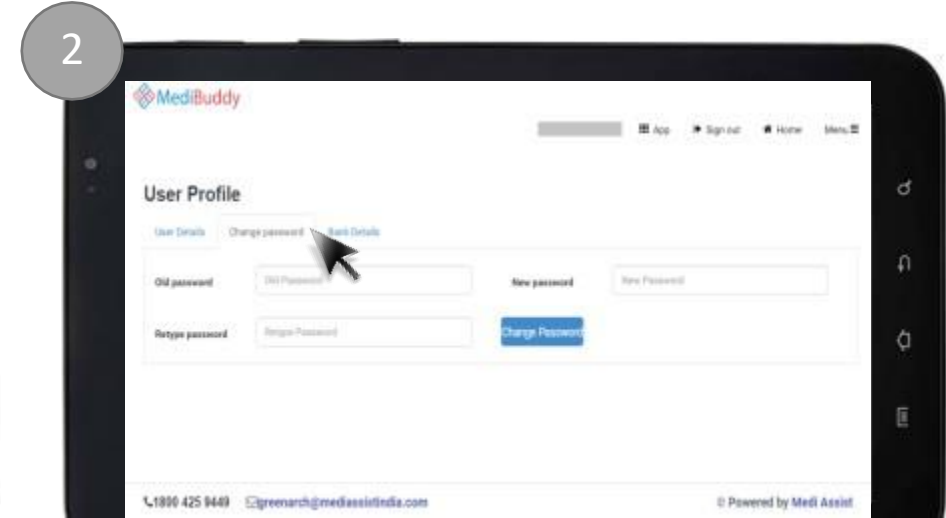 2
MediBuddy
App Sign out Home Menu
User Profile
User Details Change password Bank Details
Old password Old Password New password New Password
Retype password Retype Password Change Password
1800 425 9449 greenarch@mediassistindia.com © Powered by Medi Assist